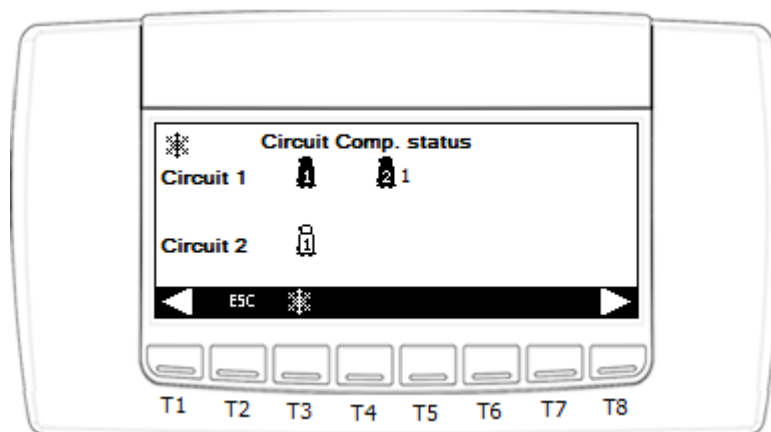 Circuit Comp. status
Circuit 1 1 2 1
Circuit 2 1
ESC
T1 T2 T3 T4 T5 T6 T7 T8